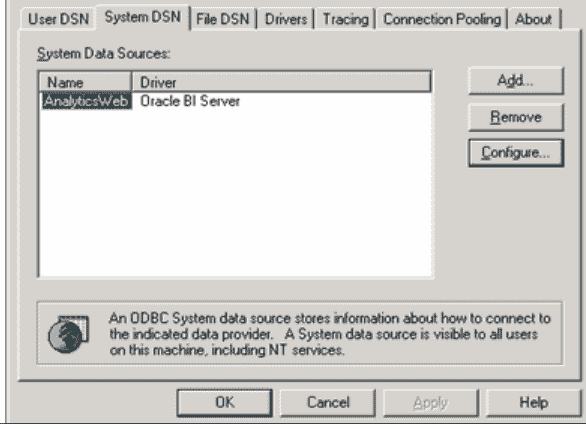 User DSN System DSN File DSN Drivers Tracing Connection Pooling About
System Data Sources:
Name Driver
AnalyticsWeb Oracle BI Server
Add...
Remove
Configure...
An ODBC System data source stores information about how to connect to
the indicated data provider. A System data source is visible to all users
on this machine, including NT services.
OK Cancel Apply Help